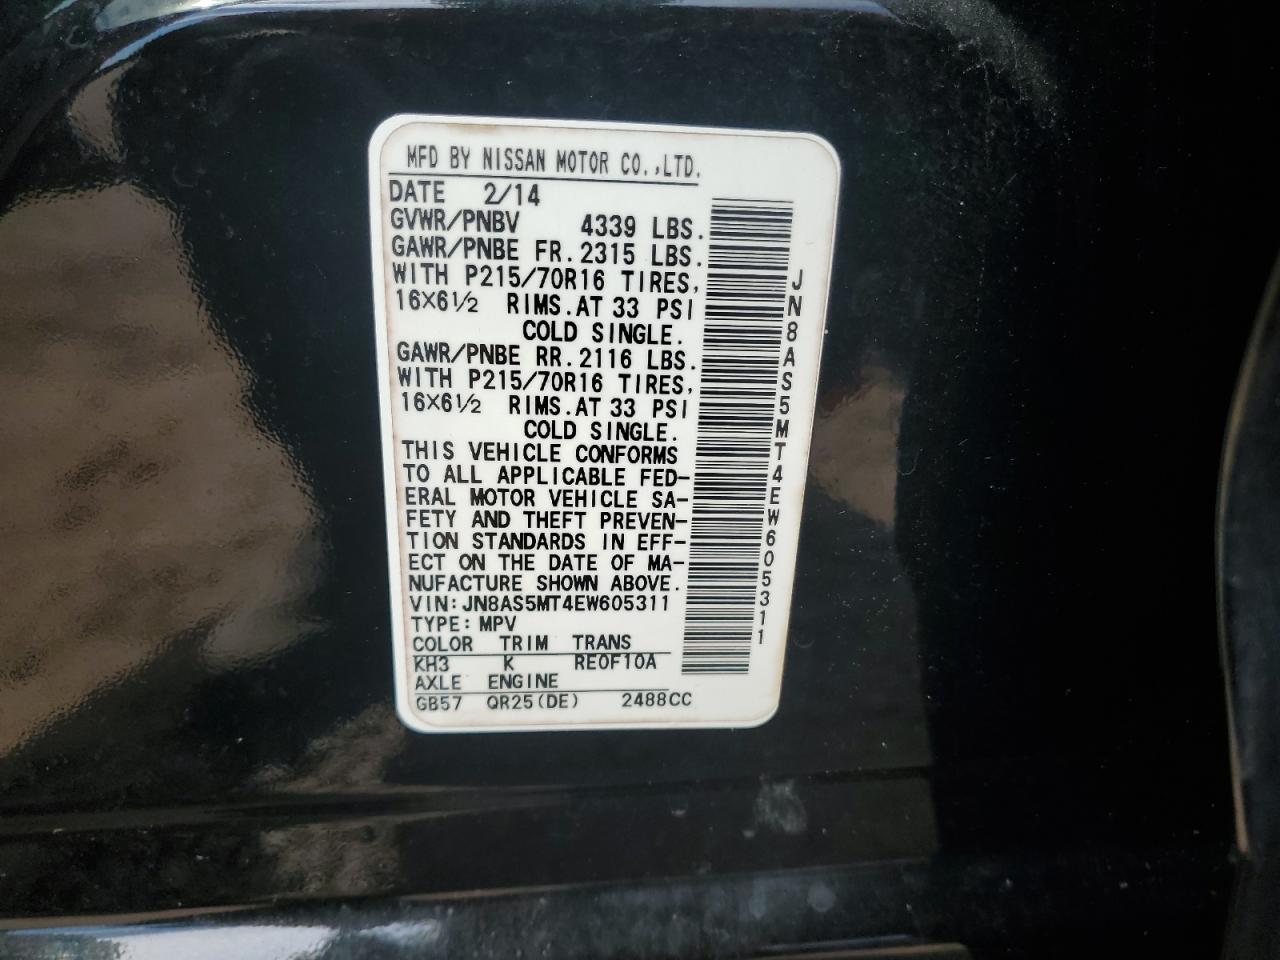 MFD BY NISSAN MOTOR CO.,LTD.
DATE 2/14
GVWR/PNBV 4339 LBS.
GAWR/PNBE FR. 2315 LBS.
WITH P215/70R16 TIRES,
16X6½ RIMS. AT 33 PSI
COLD SINGLE.
GAWR/PNBE RR. 2116 LBS.
WITH P215/70R16 TIRES,
16X6½ RIMS. AT 33 PSI
COLD SINGLE.
THIS VEHICLE CONFORMS
TO ALL APPLICABLE FED-
ERAL MOTOR VEHICLE SA-
FETY AND THEFT PREVEN-
TION STANDARDS IN EFF-
ECT ON THE DATE OF MA-
NUFACTURE SHOWN ABOVE.
VIN: JN8AS5MT4EW605311
TYPE: MPV
COLOR TRIM TRANS
KH3 K RE0F10A
AXLE ENGINE
GB57 QR25(DE) 2488CC
JN8AS5MT4EW605311